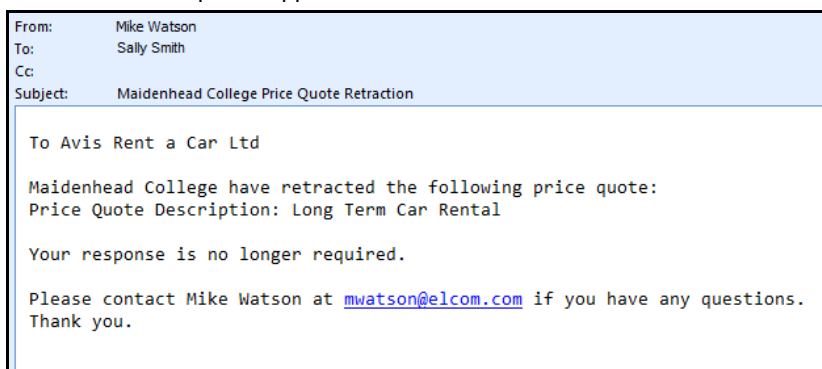 From: Mike Watson
To: Sally Smith
Cc:
Subject: Maidenhead College Price Quote Retraction
To Avis Rent a Car Ltd
Maidenhead College have retracted the following price quote:
Price Quote Description: Long Term Car Rental
Your response is no longer required.
Please contact Mike Watson at mwatson@elcom.com if you have any questions.
Thank you.